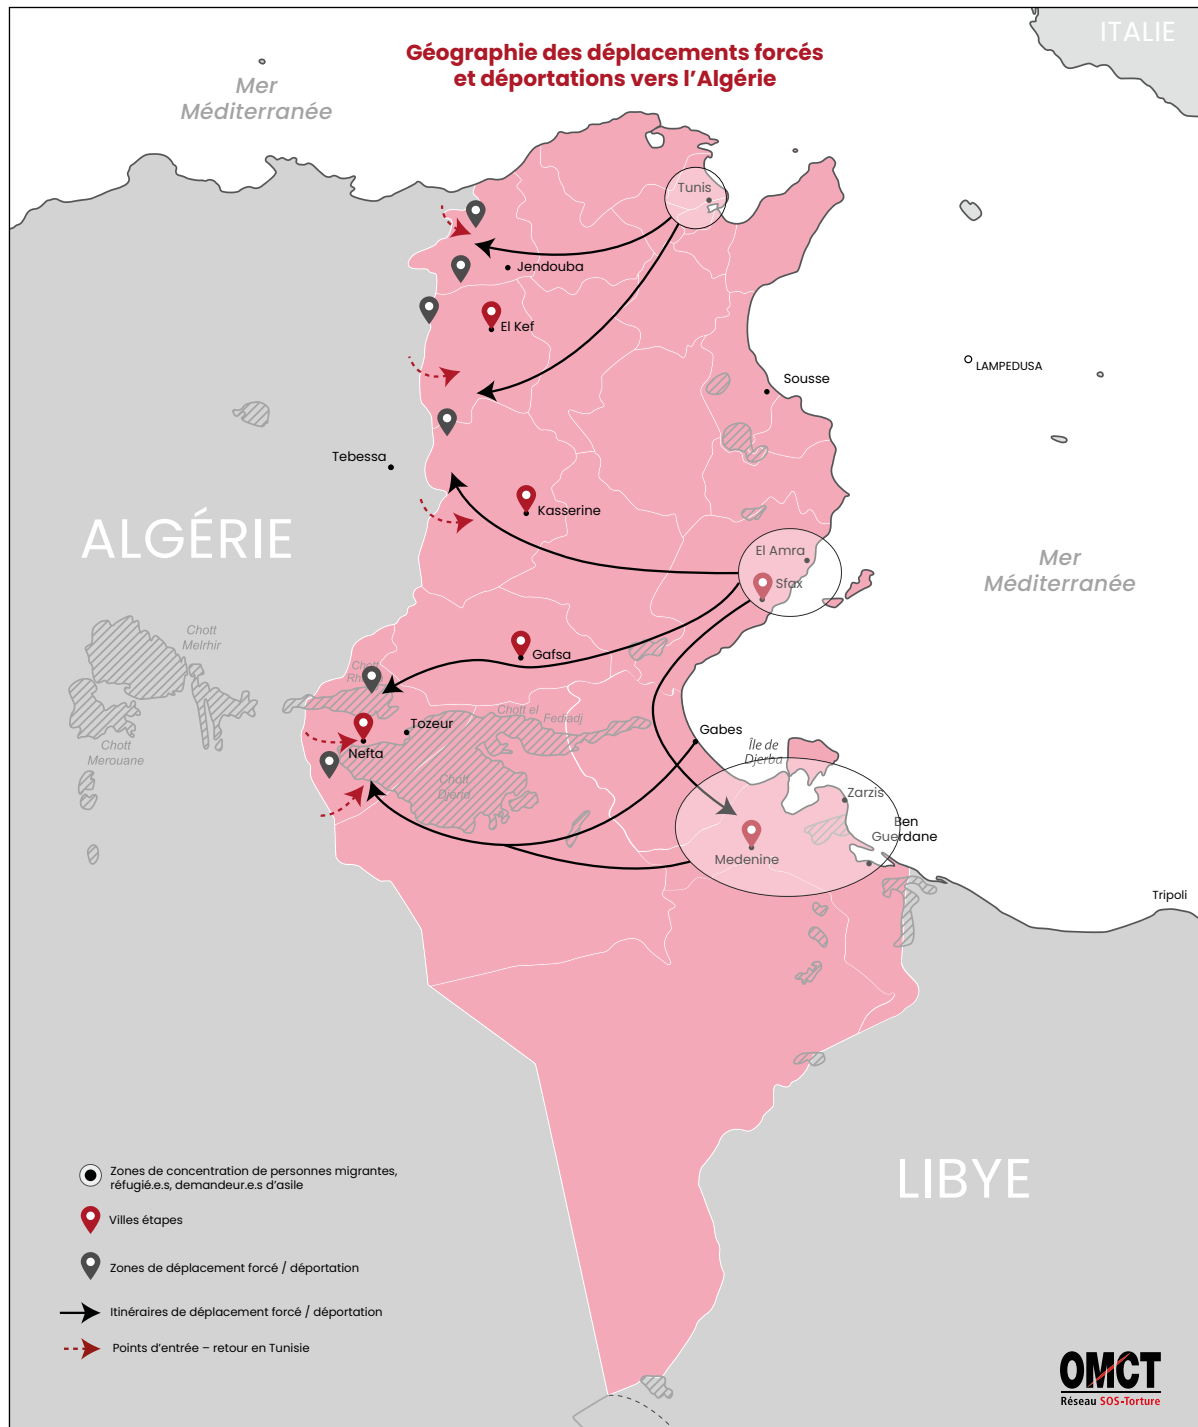 ITALIE
Géographie des déplacements forcés
et déportations vers l'Algérie
Mer
Méditerranée
Tunis
Jendouba
El Kef
LAMPEDUSA
Sousse
Tebessa
Kasserine
ALGÉRIE
El Amra
Mer
Méditerranée
Sfax
Chott
Melrhir
Gafsa
Chott
Chott el
Fediadj
Tozeur
Gabes
Nefta
Île de
Djerba
Chott
Merouane
Chott
Djerid
Zarzis
Ben
Guerdane
Medenine
Tripoli
LIBYE
Zones de concentration de personnes migrantes,
réfugié.e.s, demandeur.e.s d'asile
Villes étapes
Zones de déplacement forcé / déportation
Itinéraires de déplacement forcé / déportation
Points d'entrée – retour en Tunisie
OMCT
Réseau SOS-Torture